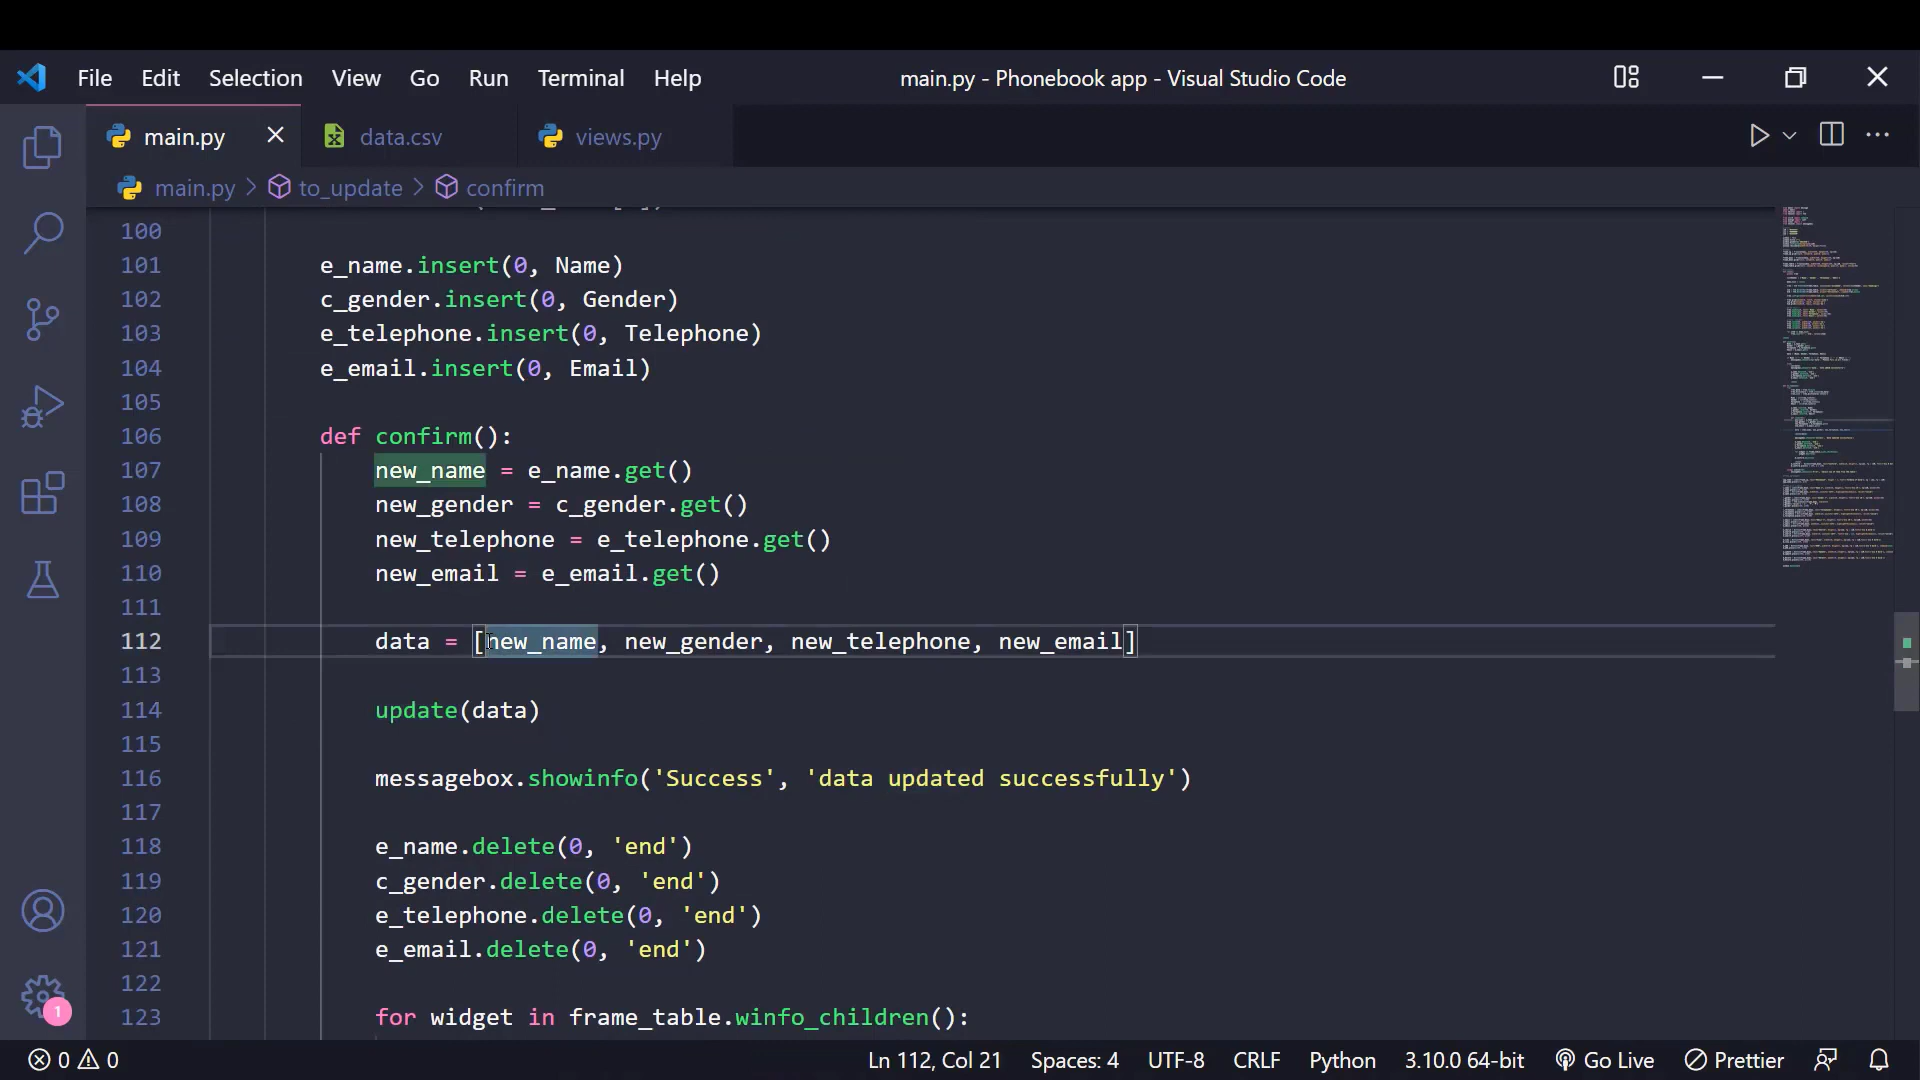 File Edit Selection View Go Run Terminal Help main.py - Phonebook app - Visual Studio Code
main.py data.csv views.py
main.py > to_update > confirm
100
101 e_name.insert(0, Name)
102 c_gender.insert(0, Gender)
103 e_telephone.insert(0, Telephone)
104 e_email.insert(0, Email)
105
106 def confirm():
107 new_name = e_name.get()
108 new_gender = c_gender.get()
109 new_telephone = e_telephone.get()
110 new_email = e_email.get()
111
112 data = [new_name, new_gender, new_telephone, new_email]
113
114 update(data)
115
116 messagebox.showinfo('Success', 'data updated successfully')
117
118 e_name.delete(0, 'end')
119 c_gender.delete(0, 'end')
120 e_telephone.delete(0, 'end')
121 e_email.delete(0, 'end')
122
123 for widget in frame_table.winfo_children():
1
0 0 Ln 112, Col 21 Spaces: 4 UTF-8 CRLF Python 3.10.0 64-bit Go Live Prettier